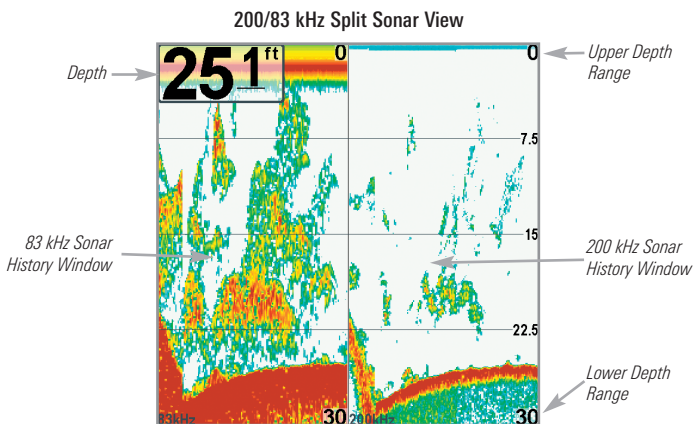 200/83 kHz Split Sonar View
Depth
25.1 ft
0
0
Upper Depth
Range
7.5
83 kHz Sonar
History Window
15
200 kHz Sonar
History Window
22.5
Lower Depth
Range
83kHz
30
200kHz
30